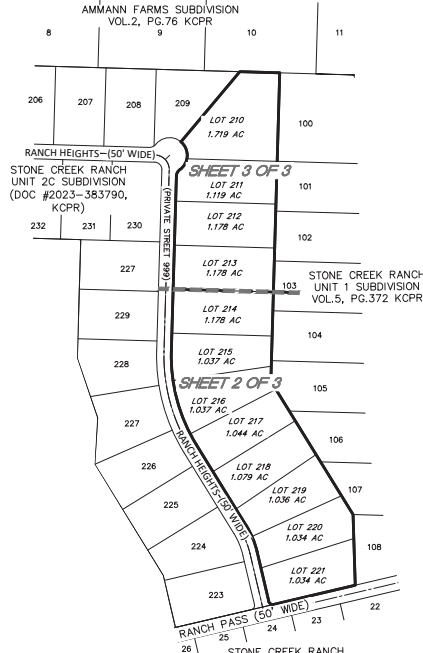 AMMANN FARMS SUBDIVISION
VOL.2, PG.76 KCPR
8
9
10
11
206
207
208
209
LOT 210
1.719 AC
100
RANCH HEIGHTS-(50' WIDE)
SHEET 3 OF 3
STONE CREEK RANCH
UNIT 2C SUBDIVISION
(DOC #2023-383790,
KCPR)
(PRIVATE STREET 999)
LOT 211
1.119 AC
101
LOT 212
1.178 AC
232
231
230
102
227
LOT 213
1.178 AC
STONE CREEK RANCH
UNIT 1 SUBDIVISION
VOL.5, PG.372 KCPR
103
229
LOT 214
1.178 AC
104
228
LOT 215
1.037 AC
SHEET 2 OF 3
105
LOT 216
1.037 AC
227
LOT 217
1.044 AC
106
RANCH HEIGHTS-(50' WIDE)
226
LOT 218
1.079 AC
107
225
LOT 219
1.036 AC
224
LOT 220
1.034 AC
108
223
LOT 221
1.034 AC
RANCH PASS (50' WIDE)
26
25
24
23
22
STONE CREEK RANCH